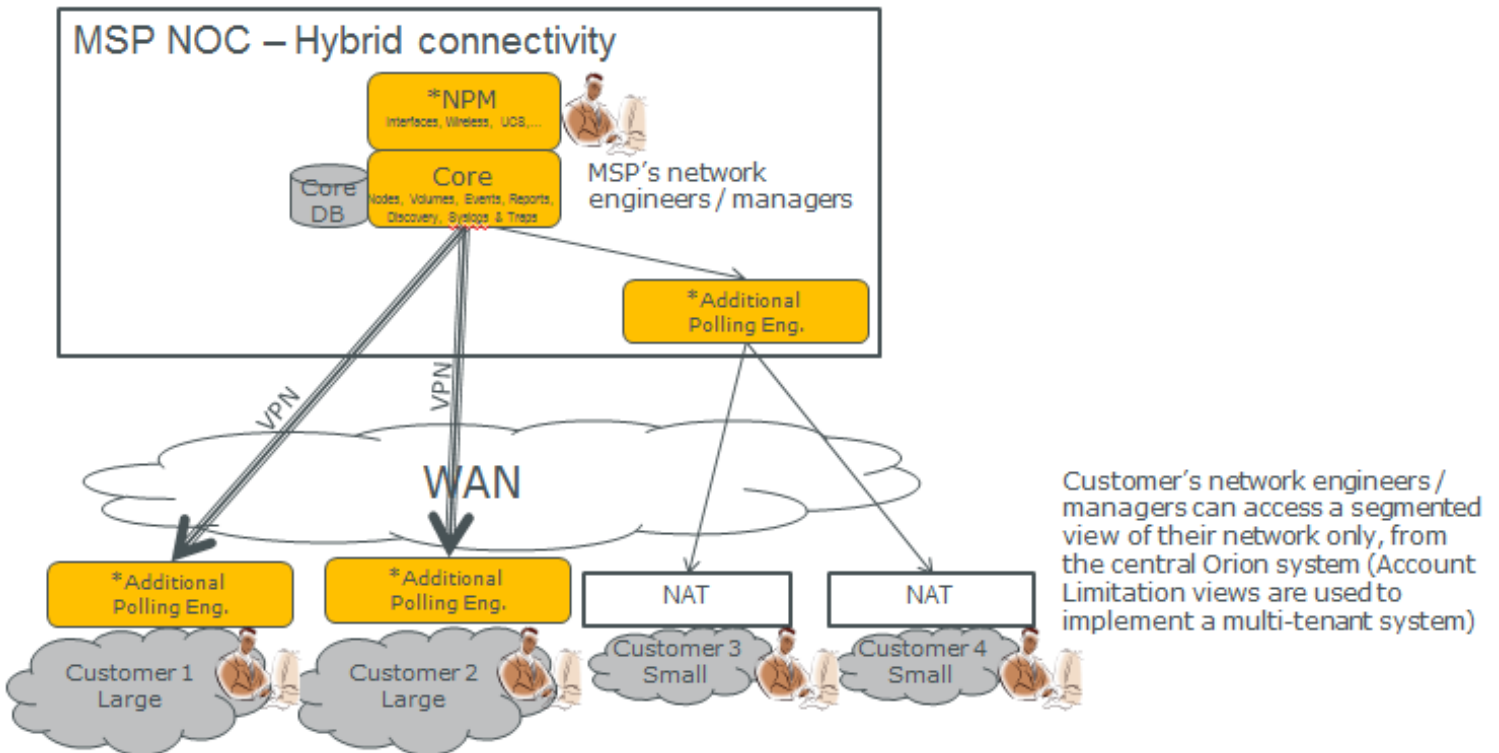 MSP NOC – Hybrid connectivity
*NPM
Interfaces, Wireless, UCS,...
Core
Nodes, Volumes, Events, Reports,
Discovery, Syslogs & Traps
Core
DB
MSP's network
engineers / managers
*Additional
Polling Eng.
VPN
VPN
WAN
*Additional
Polling Eng.
*Additional
Polling Eng.
NAT
NAT
Customer 1
Large
Customer 2
Large
Customer 3
Small
Customer 4
Small
Customer's network engineers /
managers can access a segmented
view of their network only, from
the central Orion system (Account
Limitation views are used to
implement a multi-tenant system)